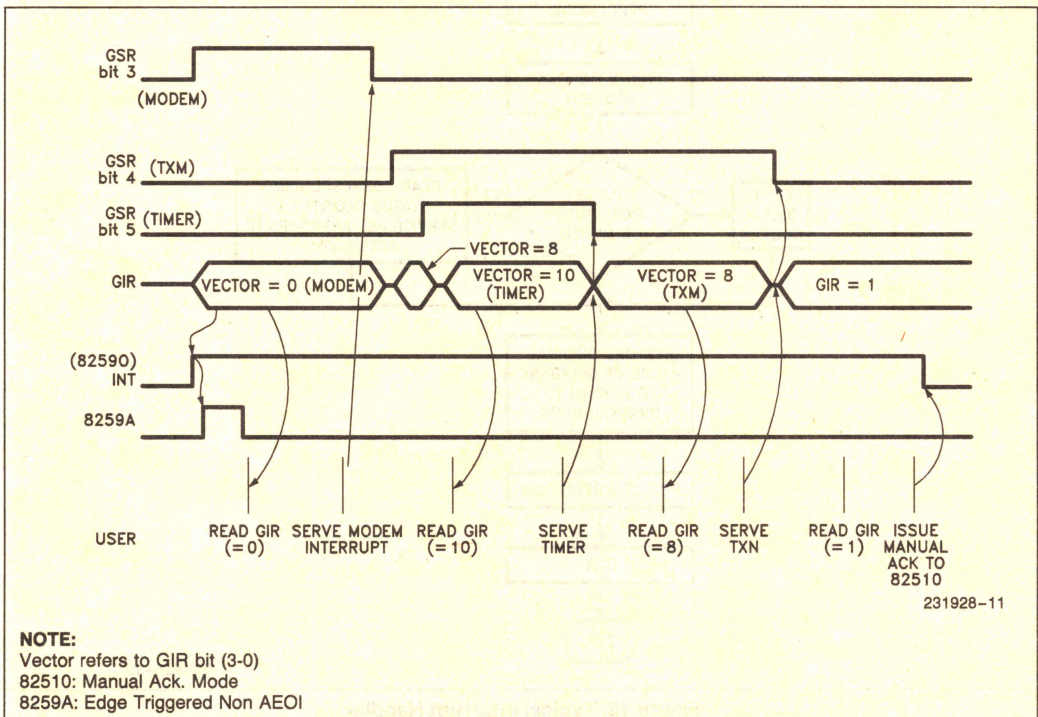 GSR
bit 3
(MODEM)
GSR
bit 4
(TXM)
GSR
bit 5
(TIMER)
VECTOR = 8
GIR
VECTOR = 0 (MODEM)
VECTOR = 10
(TIMER)
VECTOR = 8
(TXM)
GIR = 1
(82590)
INT
8259A
USER
READ GIR
(= 0)
SERVE MODEM
INTERRUPT
READ GIR
(= 10)
SERVE
TIMER
READ GIR
(= 8)
SERVE
TXN
READ GIR
(= 1)
ISSUE
MANUAL
ACK TO
82510
231928-11
NOTE:
Vector refers to GIR bit (3-0)
82510: Manual Ack. Mode
8259A: Edge Triggered Non AEOI